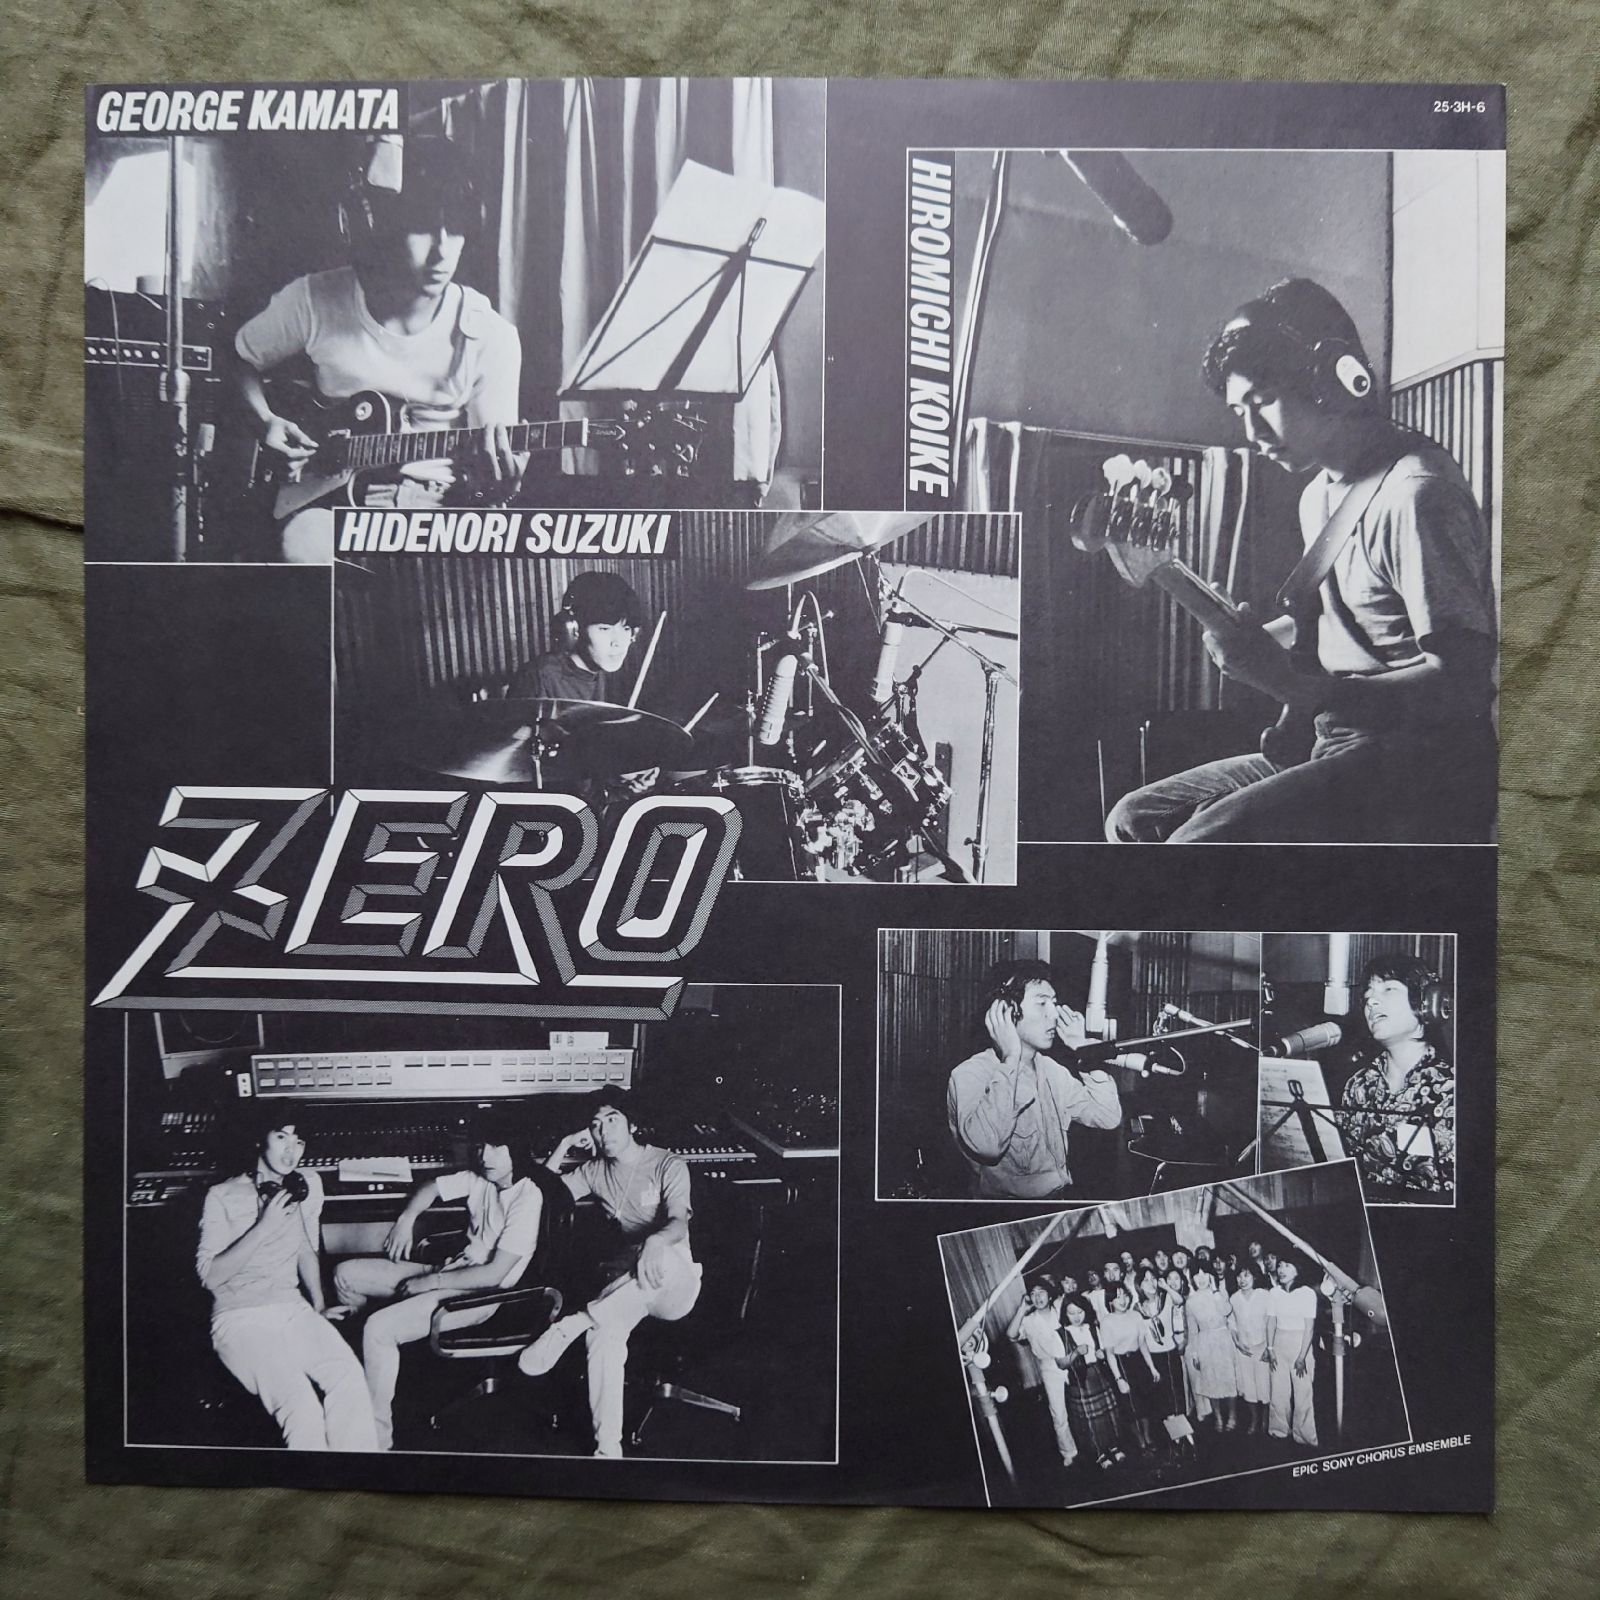 GEORGE KAMATA
25·3H-6
HIROMICHI KOIKE
HIDENORI SUZUKI
ZERO
EPIC SONY CHORUS EMSEMBLE